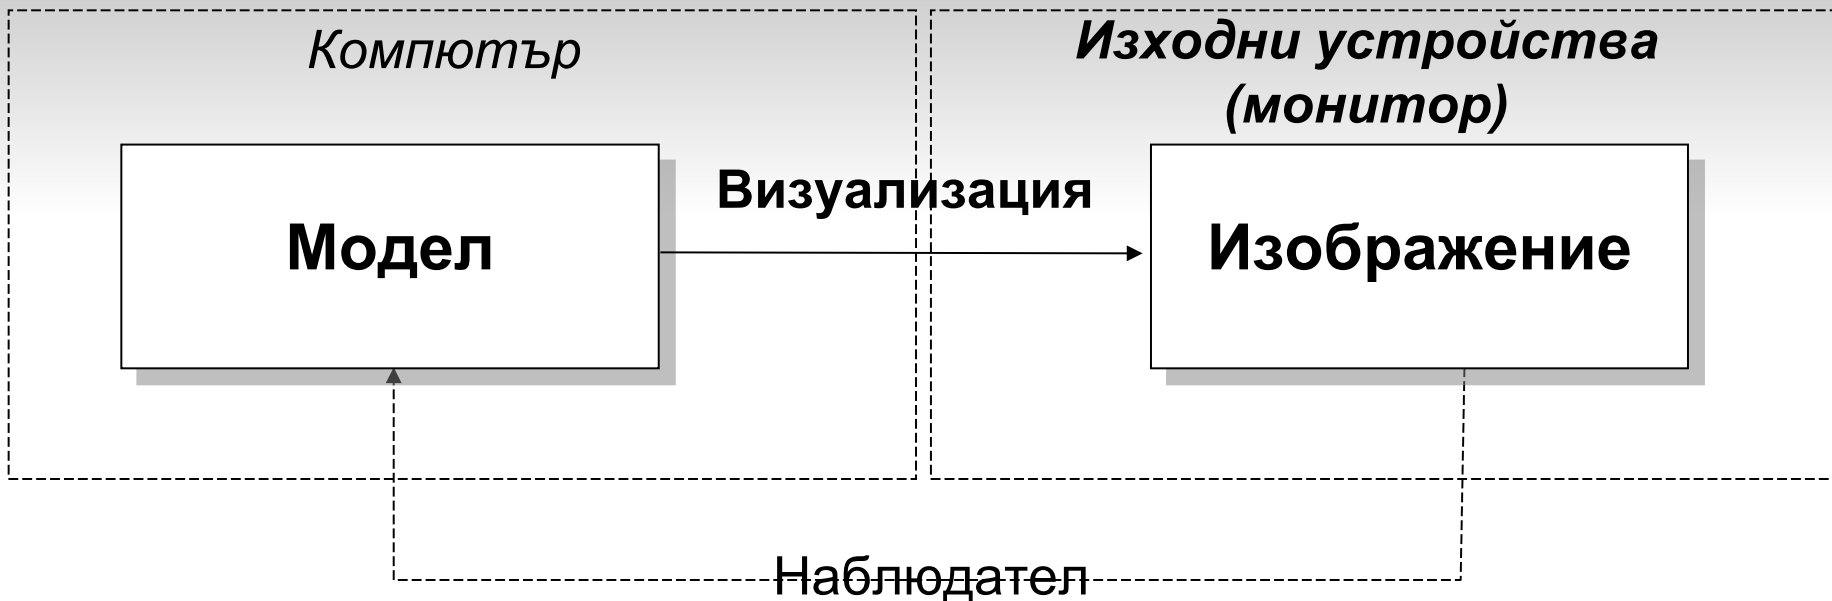 Компютър
Изходни устройства
(монитор)
Визуализация
Модел
Изображение
Наблюдател